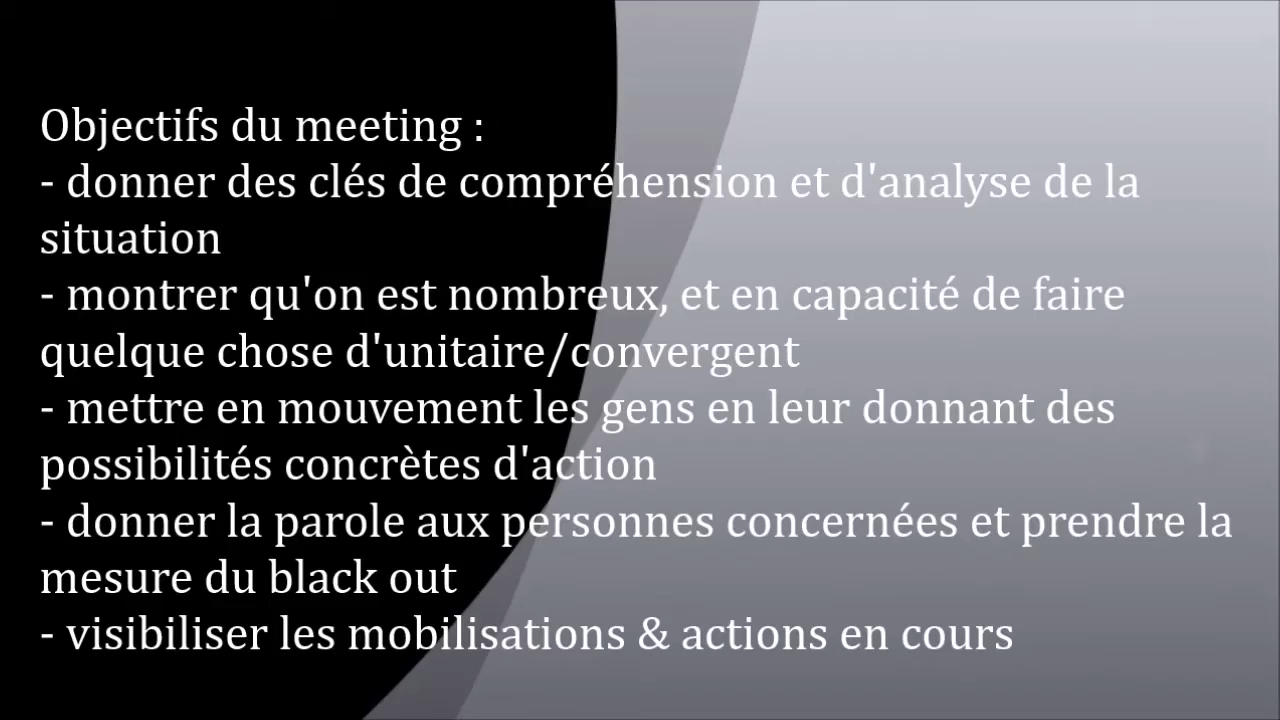 Objectifs du meeting :
- donner des clés de compréhension et d'analyse de la
situation
- montrer qu'on est nombreux, et en capacité de faire
quelque chose d'unitaire/convergent
- mettre en mouvement les gens en leur donnant des
possibilités concrètes d'action
- donner la parole aux personnes concernées et prendre la
mesure du black out
- visibiliser les mobilisations & actions en cours